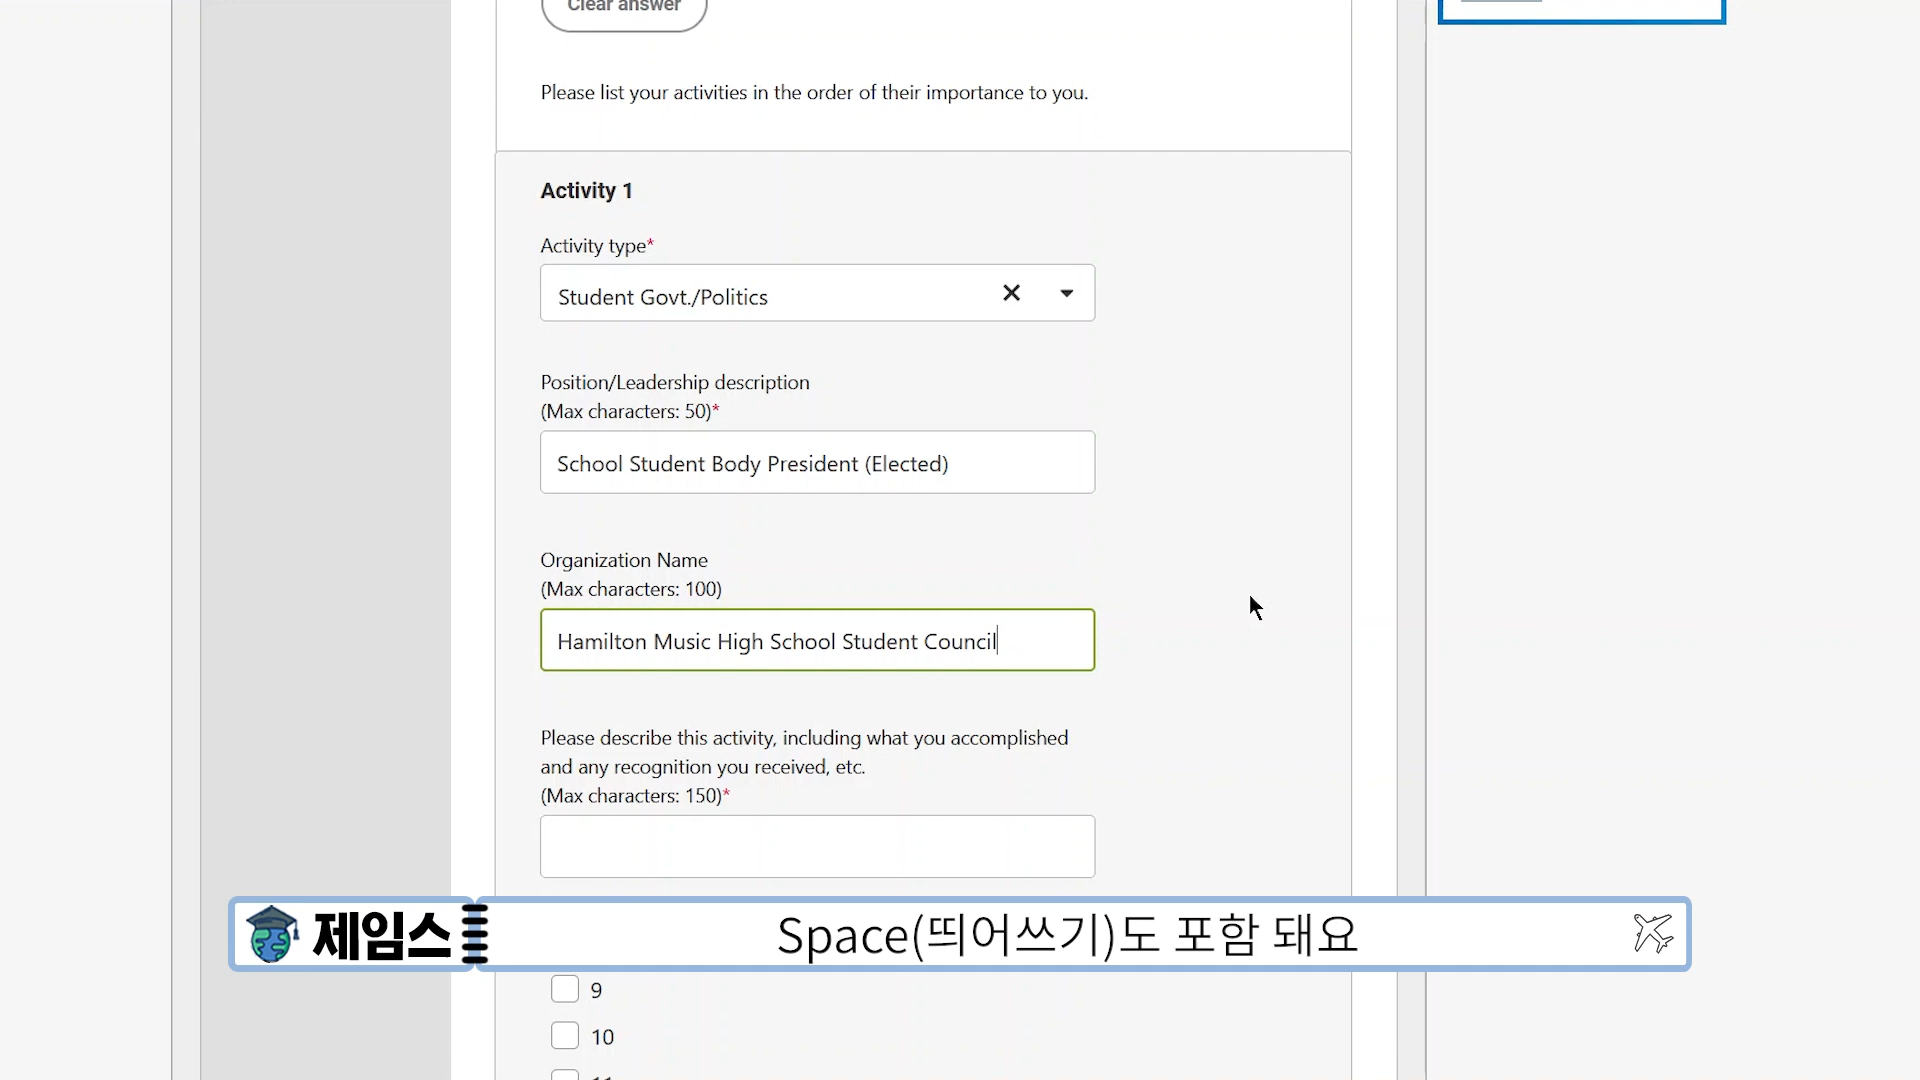 Clear answer
Please list your activities in the order of their importance to you.
Activity 1
Activity type*
Student Govt./Politics
Position/Leadership description
(Max characters: 50)*
School Student Body President (Elected)
Organization Name
(Max characters: 100)
Hamilton Music High School Student Council
Please describe this activity, including what you accomplished
and any recognition you received, etc.
(Max characters: 150)*
제임스
Space(띄어쓰기)도 포함 돼요
9
10